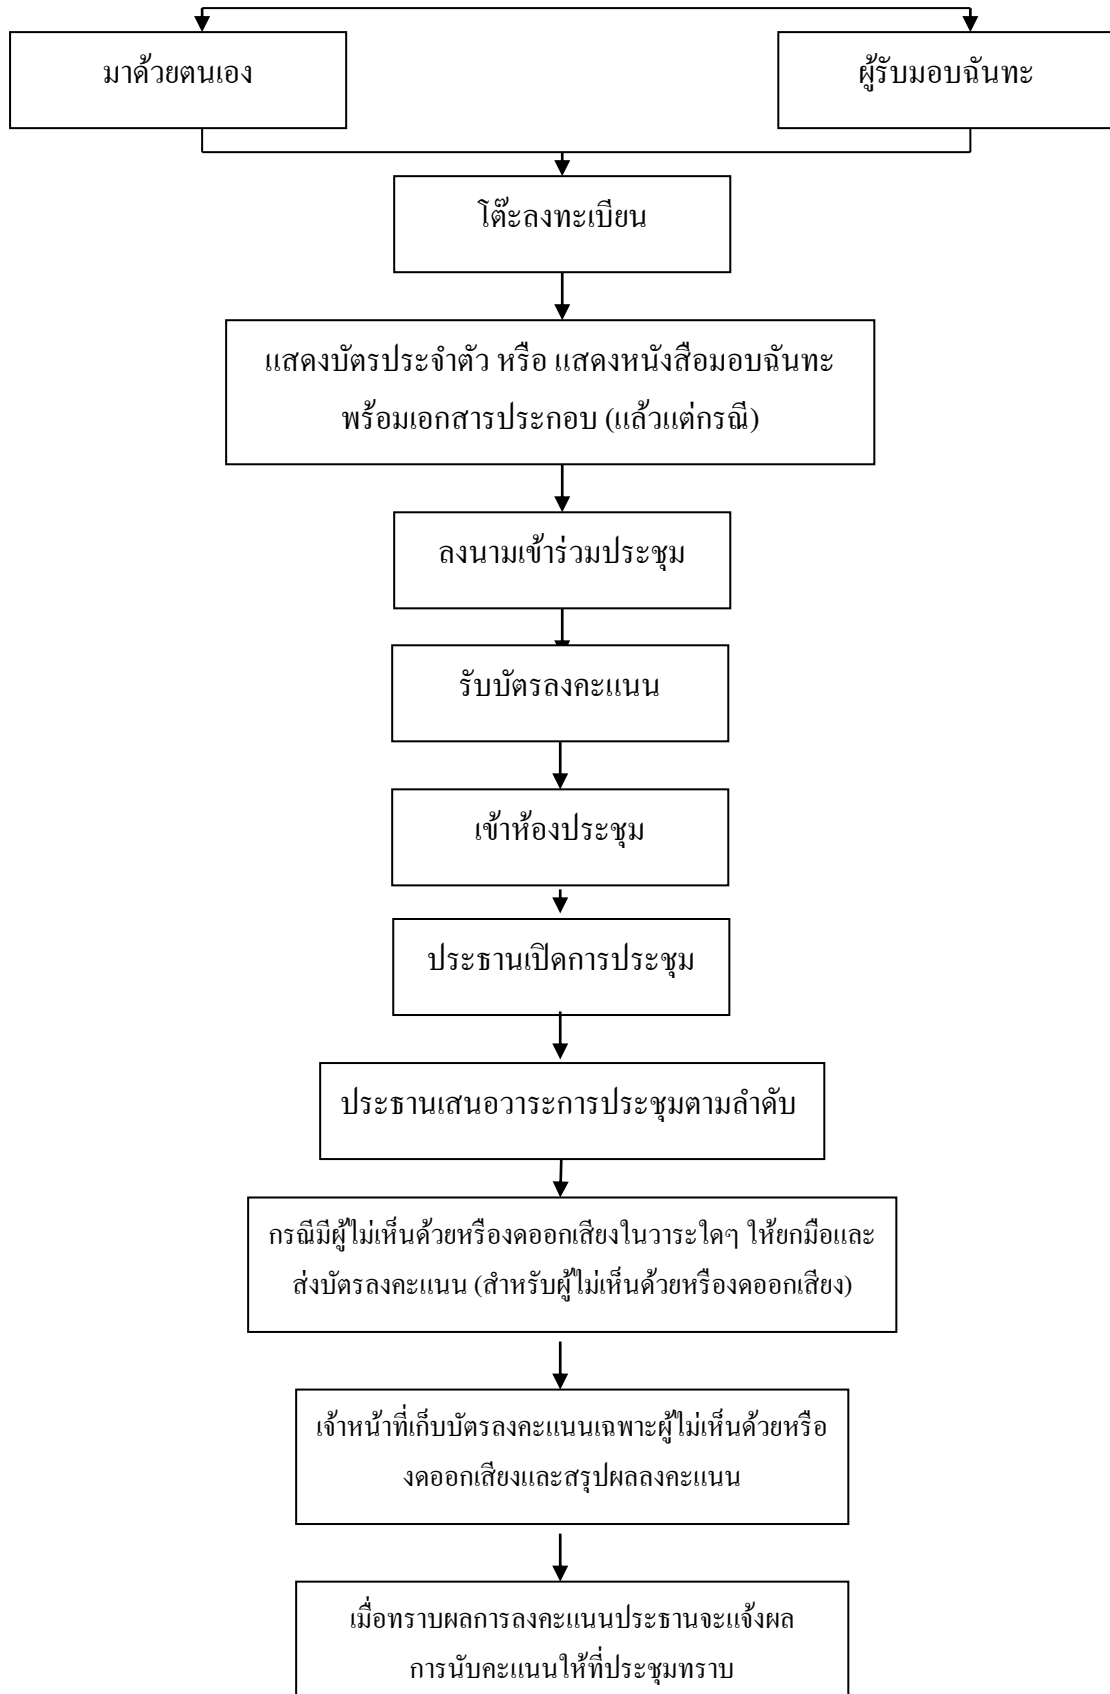 มาด้วยตนเอง
ผู้รับมอบฉันทะ
โต๊ะลงทะเบียน
แสดงบัตรประจำตัว หรือ แสดงหนังสือมอบฉันทะ
พร้อมเอกสารประกอบ (แล้วแต่กรณี)
ลงนามเข้าร่วมประชุม
รับบัตรลงคะแนน
เข้าห้องประชุม
ประธานเปิดการประชุม
ประธานเสนอวาระการประชุมตามลำดับ
กรณีมีผู้ไม่เห็นด้วยหรืองดออกเสียงในวาระใดๆ ให้ยกมือและ
ส่งบัตรลงคะแนน (สำหรับผู้ไม่เห็นด้วยหรืองดออกเสียง)
เจ้าหน้าที่เก็บบัตรลงคะแนนเฉพาะผู้ไม่เห็นด้วยหรือ
งดออกเสียงและสรุปผลลงคะแนน
เมื่อทราบผลการลงคะแนนประธานจะแจ้งผล
การนับคะแนนให้ที่ประชุมทราบ